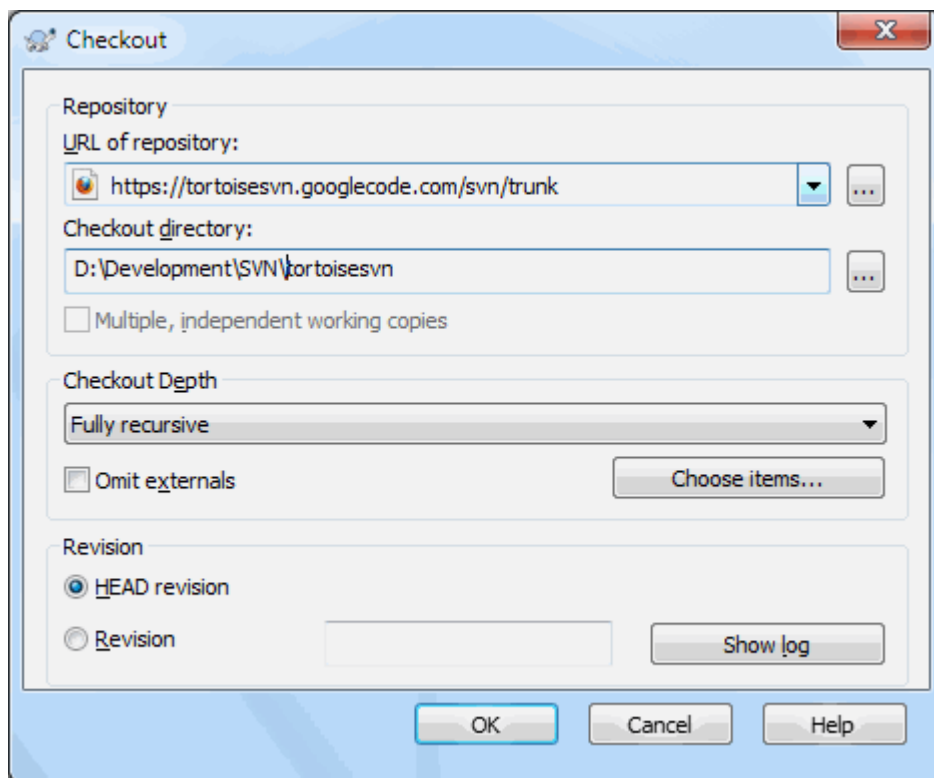 Checkout
Repository
URL of repository:
https://tortoisesvn.googlecode.com/svn/trunk
...
Checkout directory:
D:\Development\SVN\tortoisesvn
...
Multiple, independent working copies
Checkout Depth
Fully recursive
Omit externals
Choose items...
Revision
HEAD revision
Revision
Show log
OK
Cancel
Help